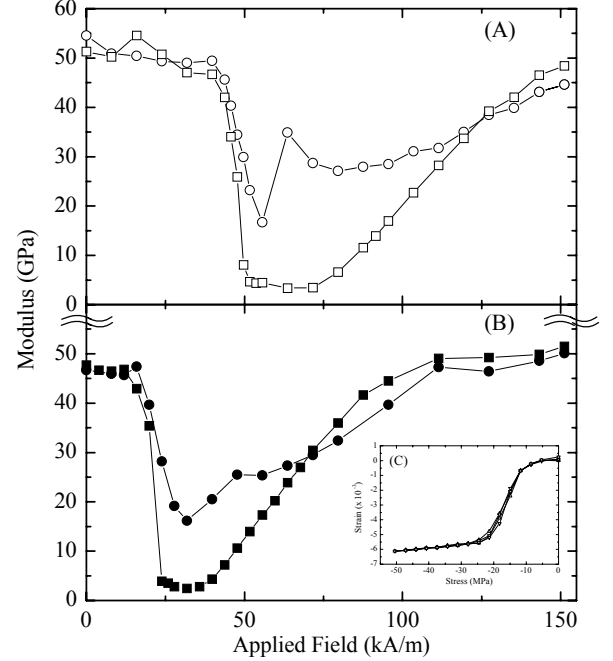 60
(A)
50
40
30
20
10
0
Modulus (GPa)
(B)
50
40
30
20
10
0
1
0
-1
-2
-3
-4
-5
-6
-7
(C)
Strain (x 10⁻³)
-50 -40 -30 -20 -10 0
Stress (MPa)
0 50 100 150
Applied Field (kA/m)